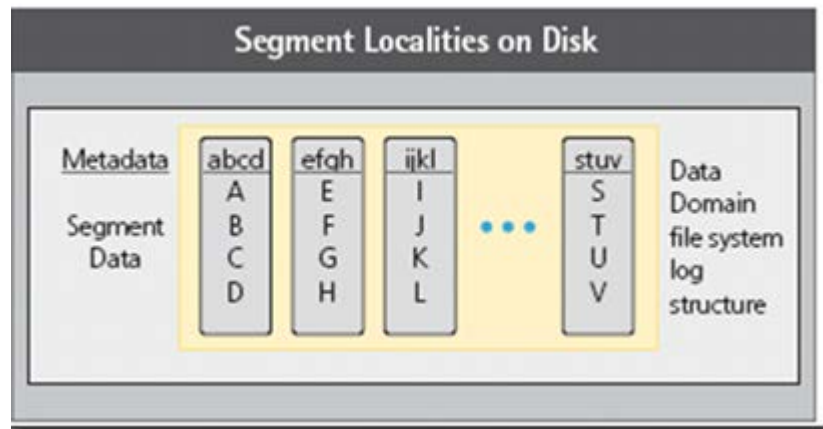 Segment Localities on Disk
Metadata abcd efgh ijkl stuv
A E I S
Segment B F J T
Data C G K U
D H L V
Data
Domain
file system
log
structure